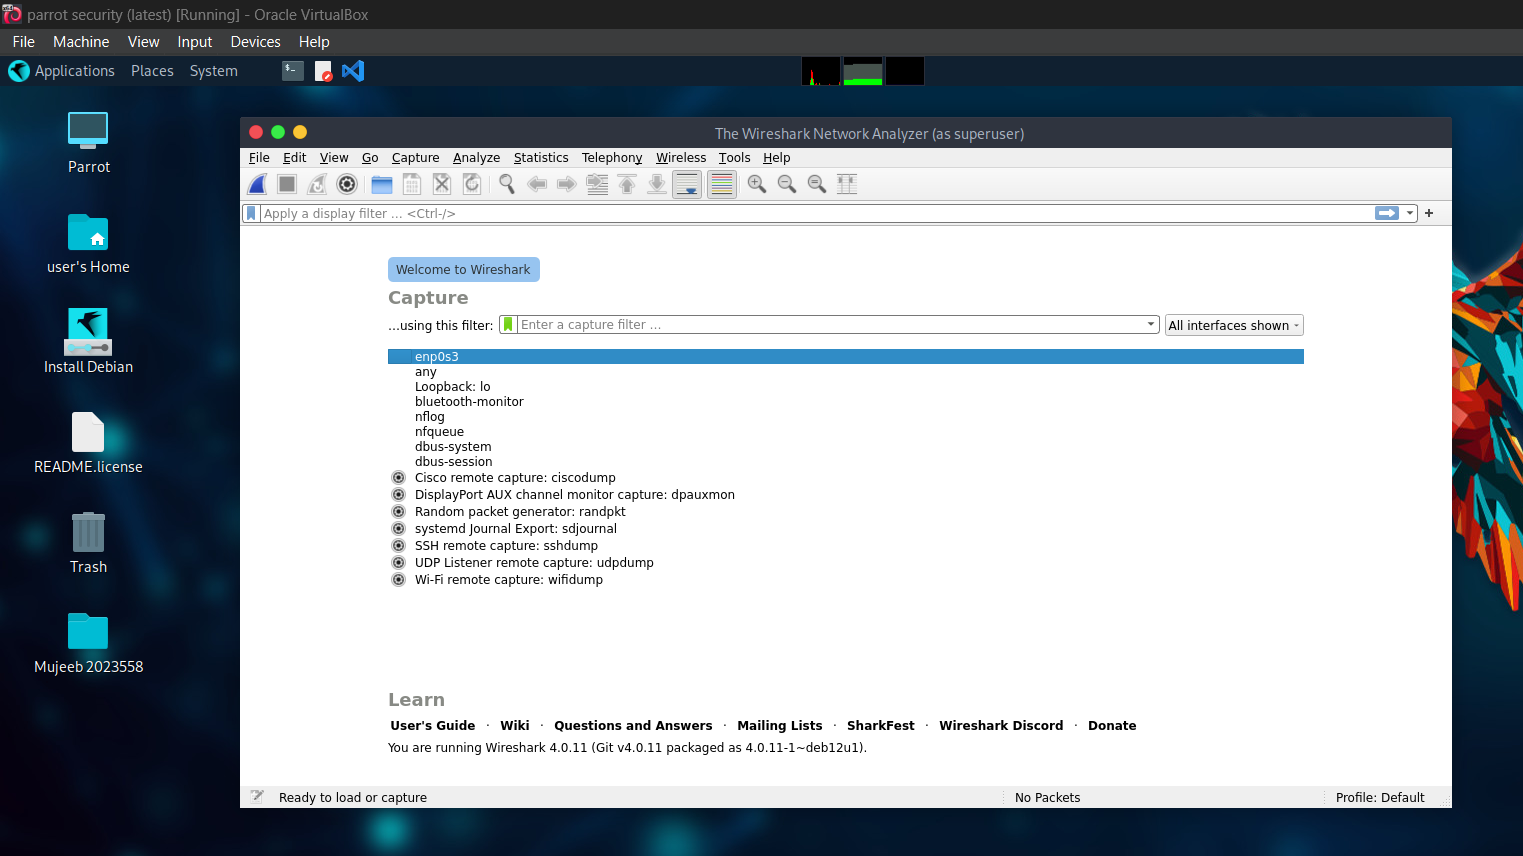 parrot security (latest) [Running] - Oracle VirtualBox
File Machine View Input Devices Help
Applications Places System
Parrot
user's Home
Install Debian
README.license
Trash
Mujeeb 2023558
The Wireshark Network Analyzer (as superuser)
File Edit View Go Capture Analyze Statistics Telephony Wireless Tools Help
Apply a display filter ... <Ctrl-/>
Welcome to Wireshark
Capture
...using this filter: Enter a capture filter ... All interfaces shown
enp0s3
any
Loopback: lo
bluetooth-monitor
nflog
nfqueue
dbus-system
dbus-session
Cisco remote capture: ciscodump
DisplayPort AUX channel monitor capture: dpauxmon
Random packet generator: randpkt
systemd Journal Export: sdjournal
SSH remote capture: sshdump
UDP Listener remote capture: udpdump
Wi-Fi remote capture: wifidump
Learn
User's Guide · Wiki · Questions and Answers · Mailing Lists · SharkFest · Wireshark Discord · Donate
You are running Wireshark 4.0.11 (Git v4.0.11 packaged as 4.0.11-1~deb12u1).
Ready to load or capture No Packets Profile: Default